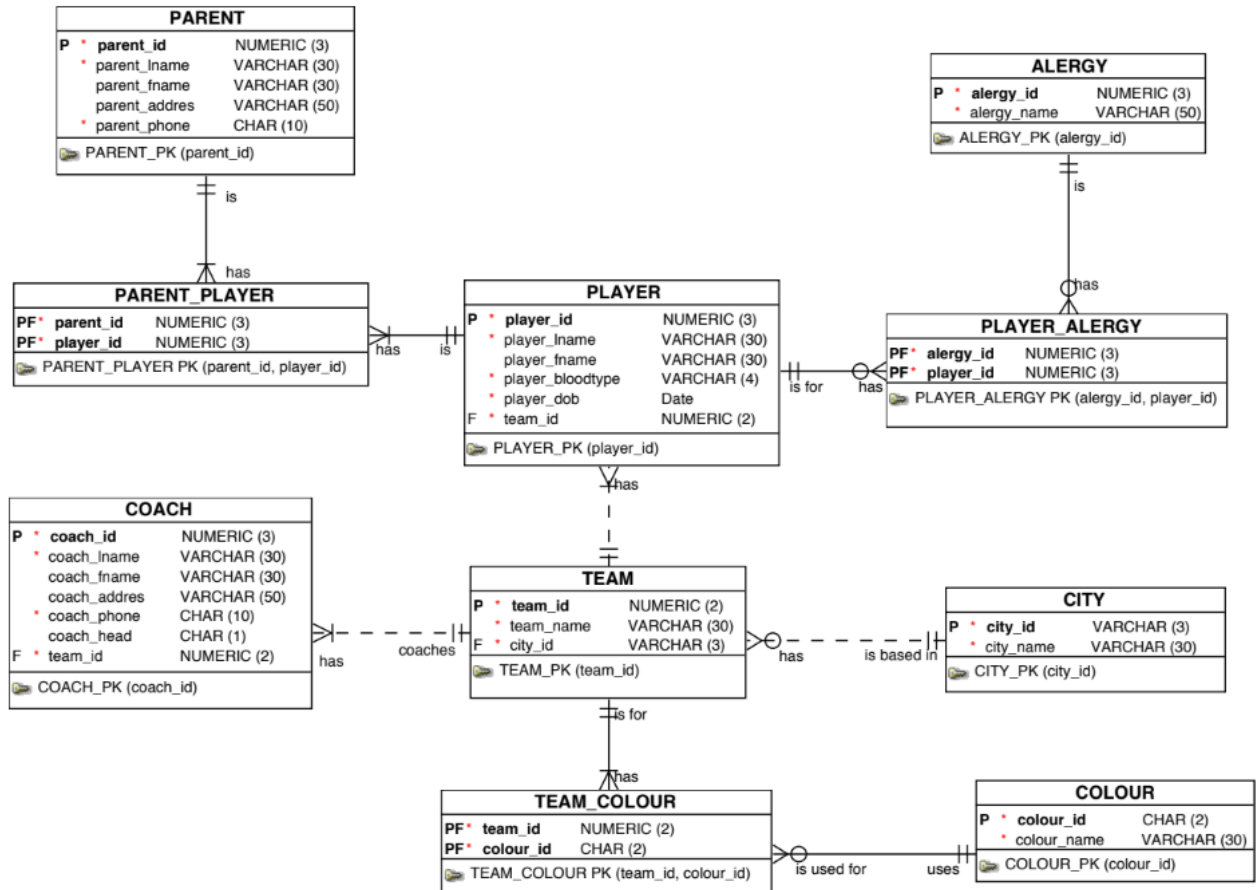 PARENT
P * parent_id NUMERIC (3)
* parent_lname VARCHAR (30)
parent_fname VARCHAR (30)
parent_addres VARCHAR (50)
* parent_phone CHAR (10)
PARENT_PK (parent_id)
is
has
ALERGY
P * alergy_id NUMERIC (3)
* alergy_name VARCHAR (50)
ALERGY_PK (alergy_id)
is
has
PARENT_PLAYER
PF* parent_id NUMERIC (3)
PF* player_id NUMERIC (3)
PARENT_PLAYER PK (parent_id, player_id)
has
is
PLAYER
P * player_id NUMERIC (3)
* player_lname VARCHAR (30)
player_fname VARCHAR (30)
* player_bloodtype VARCHAR (4)
* player_dob Date
F * team_id NUMERIC (2)
PLAYER_PK (player_id)
is for
has
PLAYER_ALERGY
PF* alergy_id NUMERIC (3)
PF* player_id NUMERIC (3)
PLAYER_ALERGY PK (alergy_id, player_id)
has
COACH
P * coach_id NUMERIC (3)
* coach_lname VARCHAR (30)
coach_fname VARCHAR (30)
coach_addres VARCHAR (50)
* coach_phone CHAR (10)
coach_head CHAR (1)
F * team_id NUMERIC (2)
COACH_PK (coach_id)
has
coaches
TEAM
P * team_id NUMERIC (2)
* team_name VARCHAR (30)
F * city_id VARCHAR (3)
TEAM_PK (team_id)
has
is based in
CITY
P * city_id VARCHAR (3)
* city_name VARCHAR (30)
CITY_PK (city_id)
is for
has
TEAM_COLOUR
PF* team_id NUMERIC (2)
PF* colour_id CHAR (2)
TEAM_COLOUR PK (team_id, colour_id)
is used for
uses
COLOUR
P * colour_id CHAR (2)
* colour_name VARCHAR (30)
COLOUR_PK (colour_id)